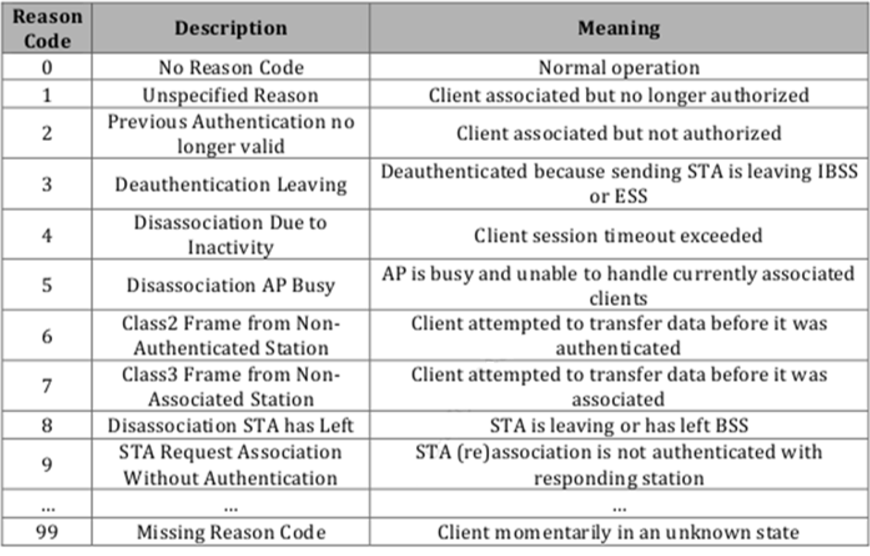 Reason Code Description Meaning
0 No Reason Code Normal operation
1 Unspecified Reason Client associated but no longer authorized
2 Previous Authentication no longer valid Client associated but not authorized
3 Deauthentication Leaving Deauthenticated because sending STA is leaving IBSS or ESS
4 Disassociation Due to Inactivity Client session timeout exceeded
5 Disassociation AP Busy AP is busy and unable to handle currently associated clients
6 Class2 Frame from Non-Authenticated Station Client attempted to transfer data before it was authenticated
7 Class3 Frame from Non-Associated Station Client attempted to transfer data before it was associated
8 Disassociation STA has Left STA is leaving or has left BSS
9 STA Request Association Without Authentication STA (re)association is not authenticated with responding station
... ... ...
99 Missing Reason Code Client momentarily in an unknown state